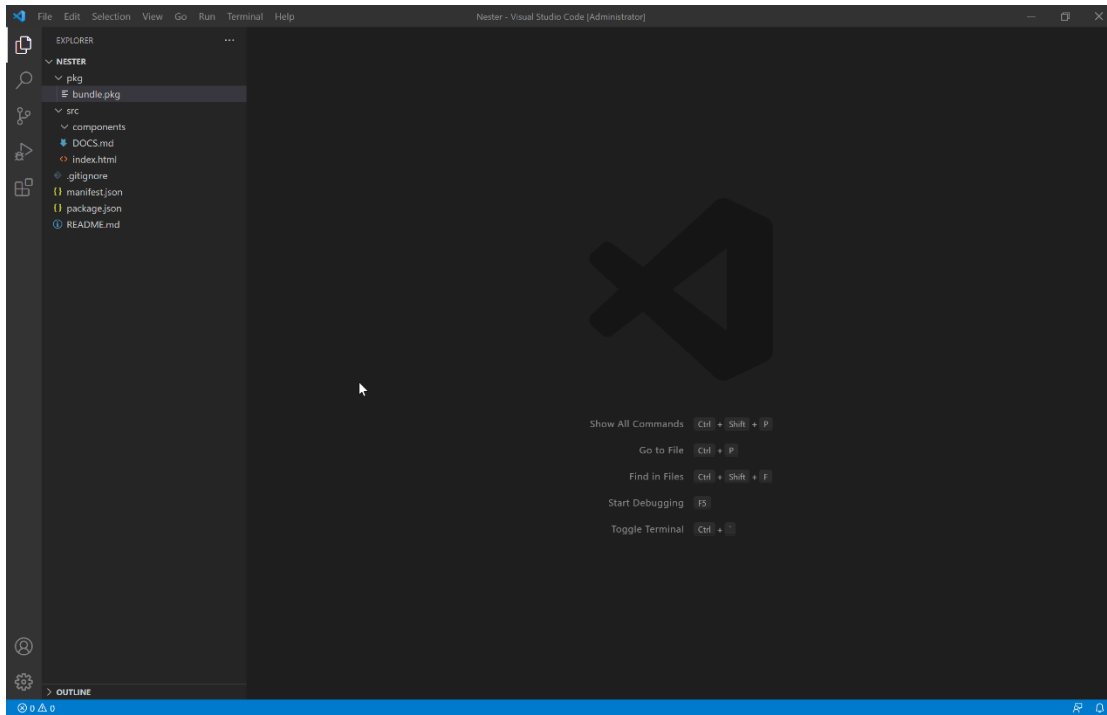 File Edit Selection View Go Run Terminal Help
Nester - Visual Studio Code [Administrator]
EXPLORER
NESTER
pkg
bundle.pkg
src
components
DOCS.md
index.html
.gitignore
manifest.json
package.json
README.md
Show All Commands Ctrl + Shift + P
Go to File Ctrl + P
Find in Files Ctrl + Shift + F
Start Debugging F5
Toggle Terminal Ctrl + `
OUTLINE
0 0